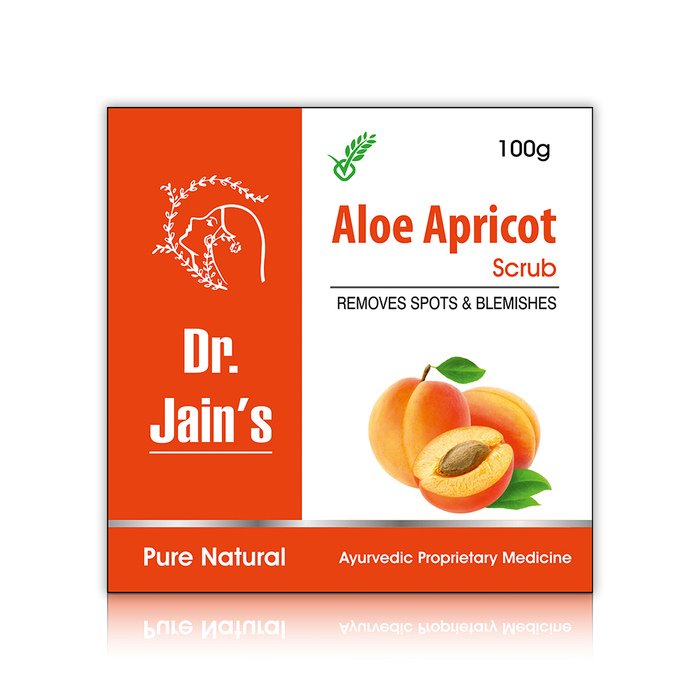 100g
Aloe Apricot
Scrub
REMOVES SPOTS & BLEMISHES
Dr.
Jain's
Pure Natural
Ayurvedic Proprietary Medicine